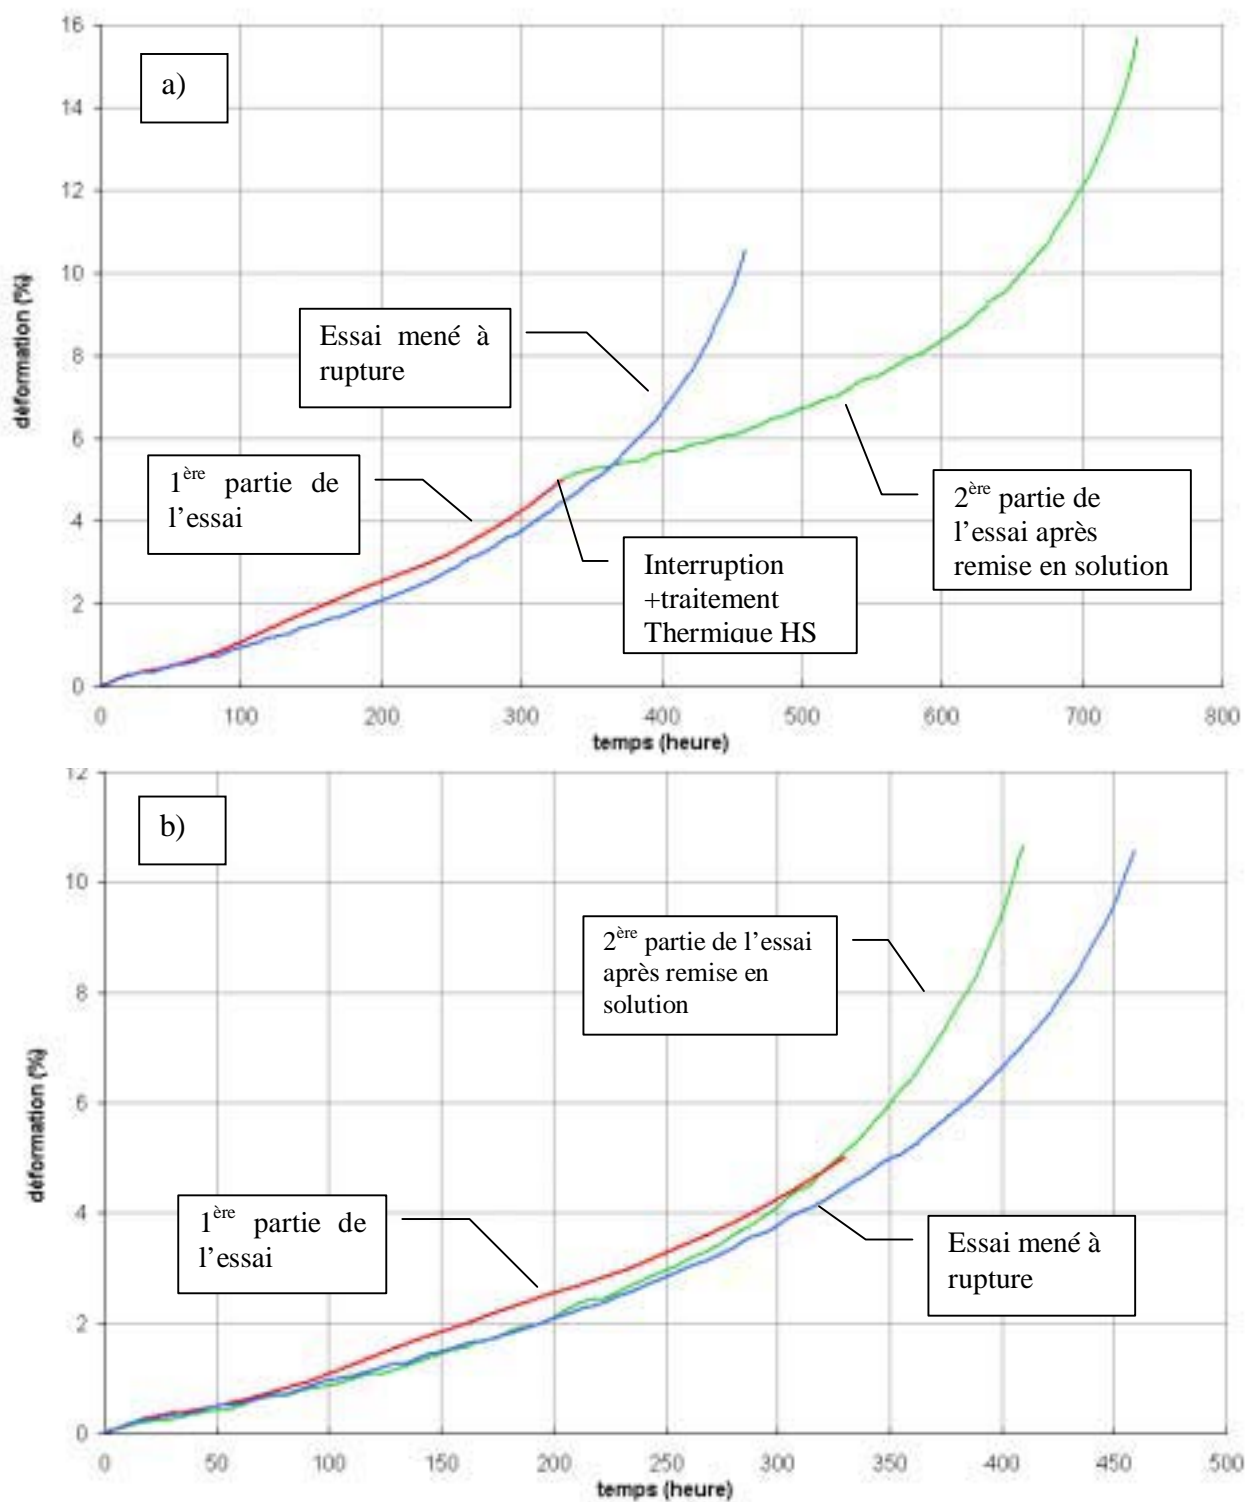 16
a)
14
12
10
8
6
4
2
0
déformation (%)
Essai mené à
rupture
1ère partie de
l'essai
2ère partie de
l'essai après
remise en solution
Interruption
+traitement
Thermique HS
0 100 200 300 400 500 600 700 800
temps (heure)
12
b)
10
8
6
4
2
0
déformation (%)
2ère partie de l'essai
après remise en
solution
1ère partie de
l'essai
Essai mené à
rupture
0 50 100 150 200 250 300 350 400 450 500
temps (heure)